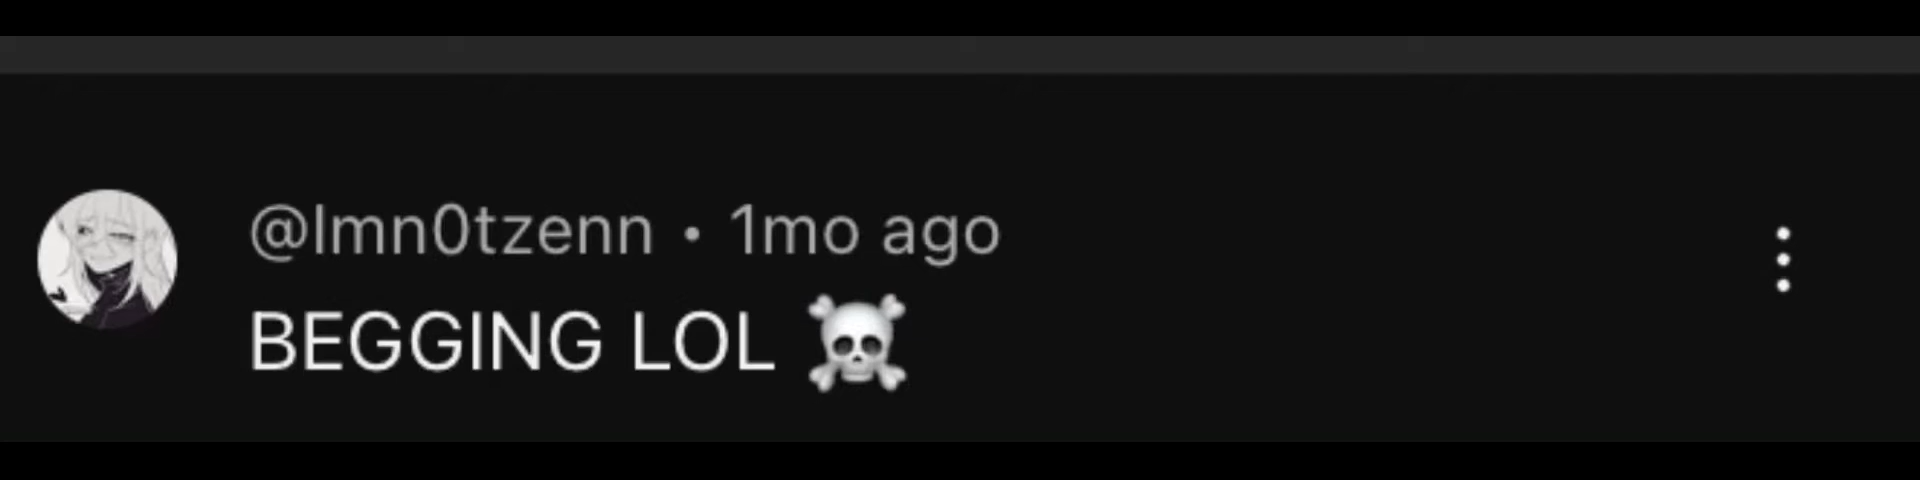 @lmn0tzenn • 1mo ago
BEGGING LOL ☠️